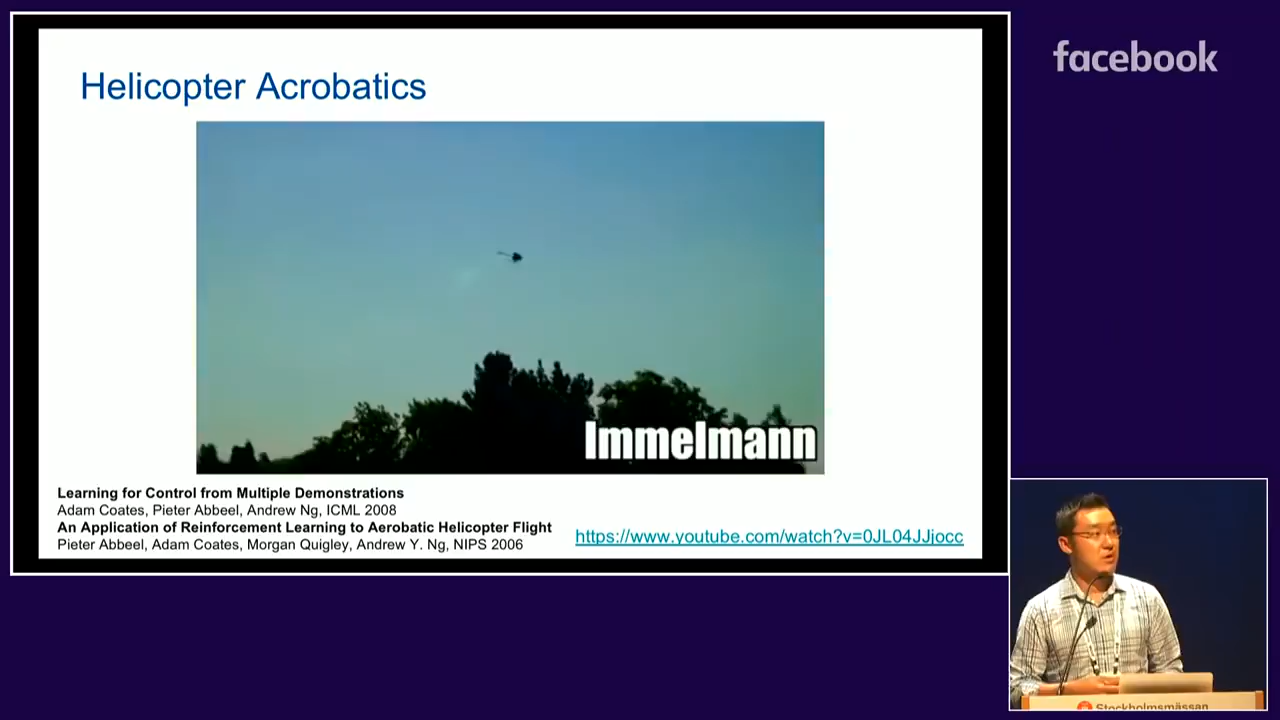 Helicopter Acrobatics
facebook
Immelmann
Learning for Control from Multiple Demonstrations
Adam Coates, Pieter Abbeel, Andrew Ng, ICML 2008
An Application of Reinforcement Learning to Aerobatic Helicopter Flight
Pieter Abbeel, Adam Coates, Morgan Quigley, Andrew Y. Ng, NIPS 2006
https://www.youtube.com/watch?v=0JL04JJjocc
Stockholmsmässan